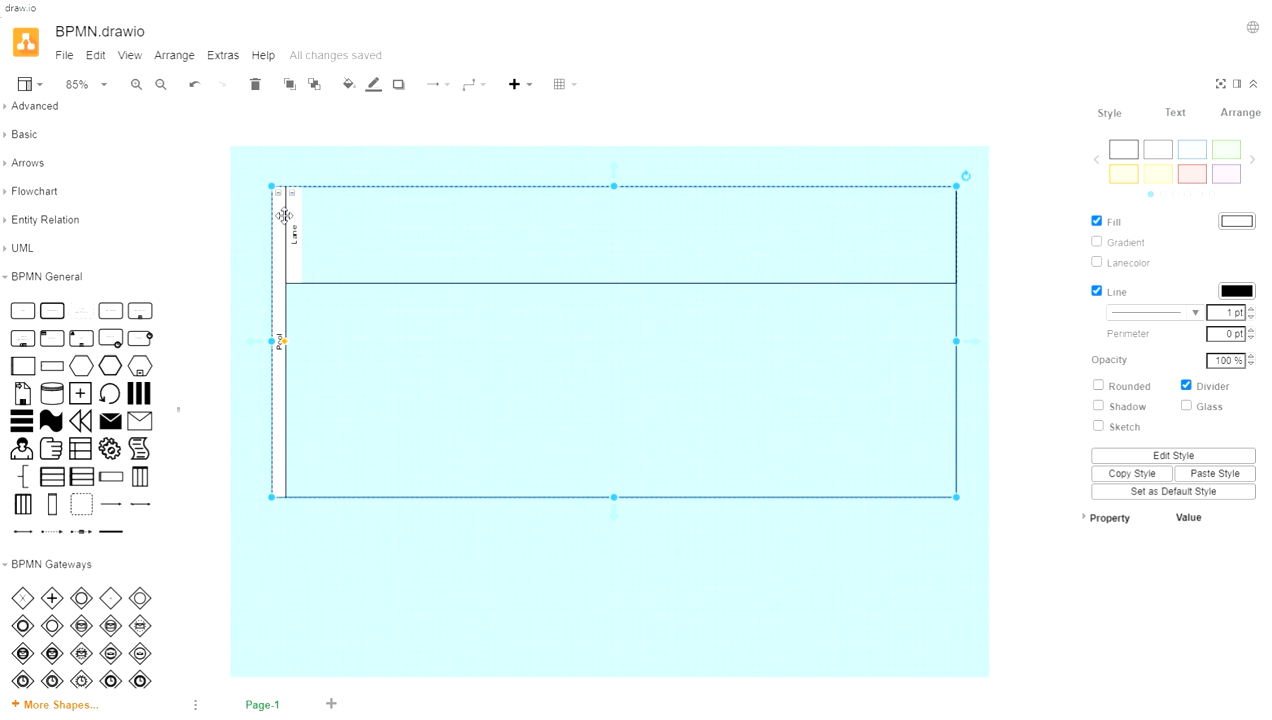 draw.io
BPMN.drawio
File Edit View Arrange Extras Help All changes saved
85%
Advanced
Basic
Arrows
Flowchart
Entity Relation
UML
BPMN General
BPMN Gateways
+ More Shapes...
Lane
Pool
Page-1
Style Text Arrange
Fill
Gradient
Lanecolor
Line
1 pt
Perimeter 0 pt
Opacity 100 %
Rounded Divider
Shadow Glass
Sketch
Edit Style
Copy Style Paste Style
Set as Default Style
Property Value